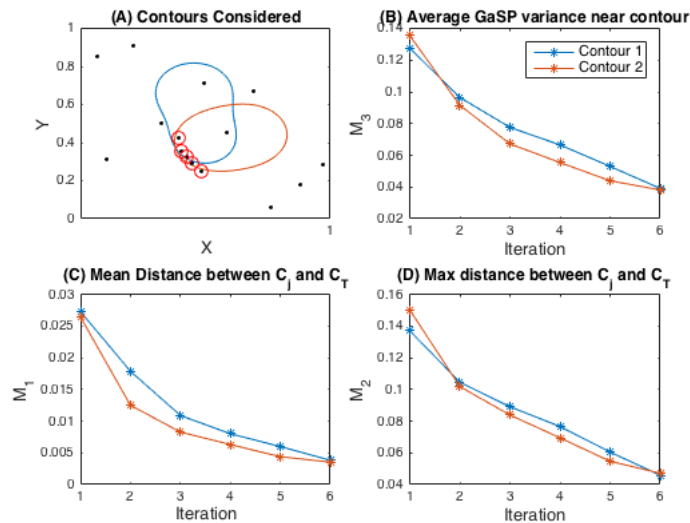 (A) Contours Considered
1
0.8
0.6
0.4
0.2
0
1
Y
X
(B) Average GaSP variance near contour
0.14
0.12
0.1
0.08
0.06
0.04
0.02
1 2 3 4 5 6
M3
Iteration
Contour 1
Contour 2
(C) Mean Distance between Cj and CT
0.03
0.025
0.02
0.015
0.01
0.005
0
1 2 3 4 5 6
M1
Iteration
(D) Max distance between Cj and CT
0.16
0.14
0.12
0.1
0.08
0.06
0.04
1 2 3 4 5 6
M2
Iteration